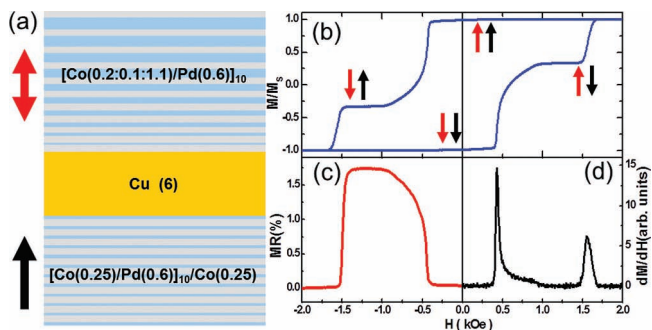 (a)
[Co(0.2:0.1:1.1)/Pd(0.6)]10
Cu (6)
[Co(0.25)/Pd(0.6)]10/Co(0.25)
(b)
M/Ms
1.0
0.5
0.0
-0.5
-1.0
(c)
MR(%)
1.5
1.0
0.5
0.0
(d)
dM/dH(arb. units)
15
10
5
0
-2.0 -1.5 -1.0 -0.5 0.0 0.5 1.0 1.5 2.0
H ( kOe)